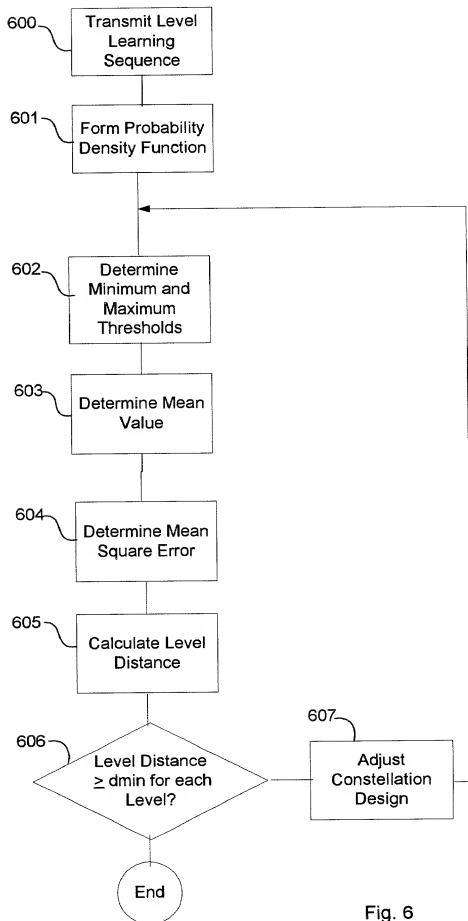 600
Transmit Level
Learning
Sequence
601
Form Probability
Density Function
602
Determine
Minimum and
Maximum
Thresholds
603
Determine Mean
Value
604
Determine Mean
Square Error
605
Calculate Level
Distance
606
Level Distance
≥ dmin for each
Level?
607
Adjust
Constellation
Design
End
Fig. 6